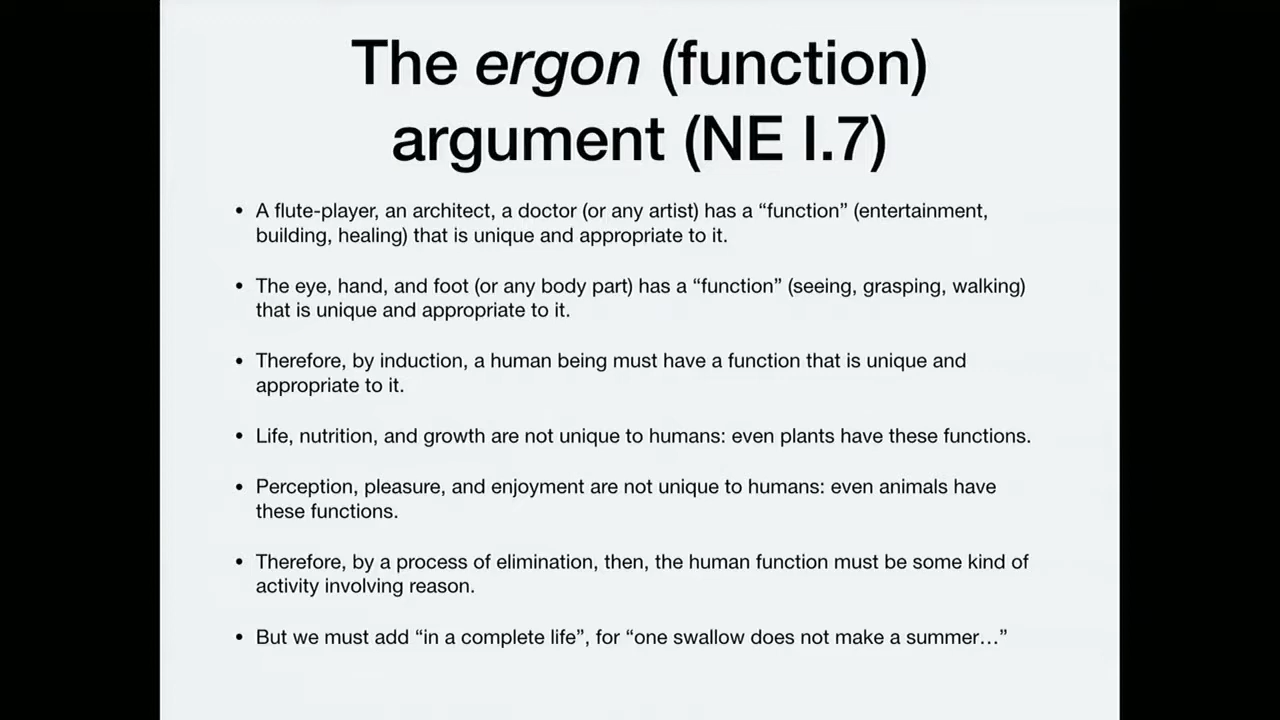 The ergon (function)
argument (NE I.7)
• A flute-player, an architect, a doctor (or any artist) has a “function” (entertainment,
building, healing) that is unique and appropriate to it.
• The eye, hand, and foot (or any body part) has a “function” (seeing, grasping, walking)
that is unique and appropriate to it.
• Therefore, by induction, a human being must have a function that is unique and
appropriate to it.
• Life, nutrition, and growth are not unique to humans: even plants have these functions.
• Perception, pleasure, and enjoyment are not unique to humans: even animals have
these functions.
• Therefore, by a process of elimination, then, the human function must be some kind of
activity involving reason.
• But we must add “in a complete life”, for “one swallow does not make a summer…”